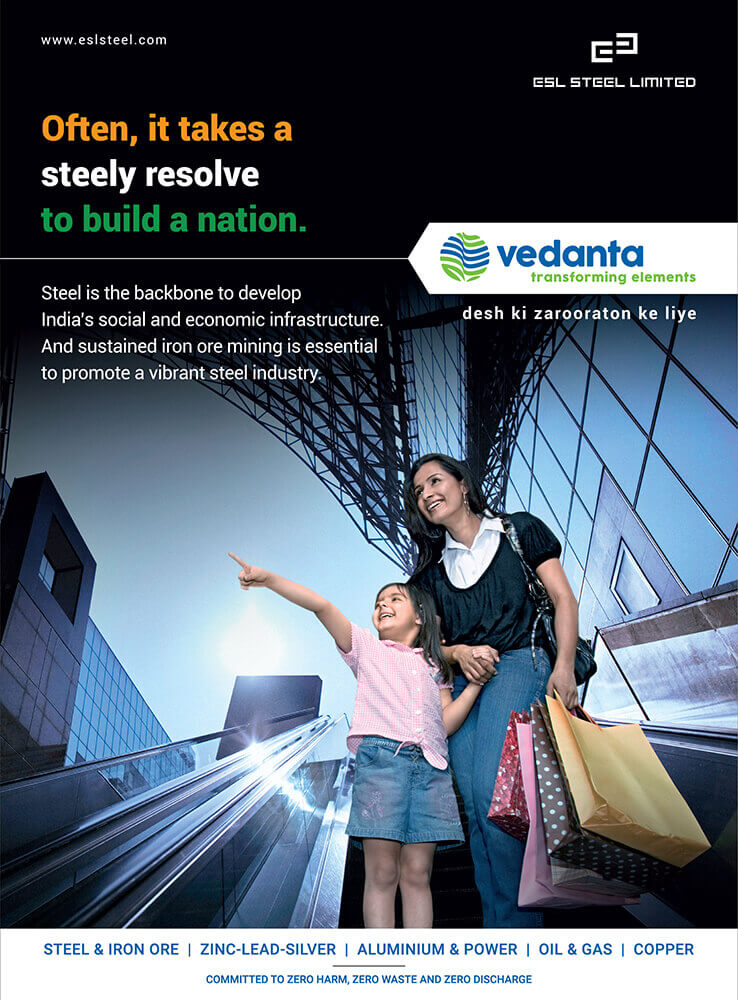 www.eslsteel.com
ESL STEEL LIMITED
Often, it takes a
steely resolve
to build a nation.
vedanta
transforming elements
desh ki zarooraton ke liye
Steel is the backbone to develop
India's social and economic infrastructure.
And sustained iron ore mining is essential
to promote a vibrant steel industry.
STEEL & IRON ORE | ZINC-LEAD-SILVER | ALUMINIUM & POWER | OIL & GAS | COPPER
COMMITTED TO ZERO HARM, ZERO WASTE AND ZERO DISCHARGE